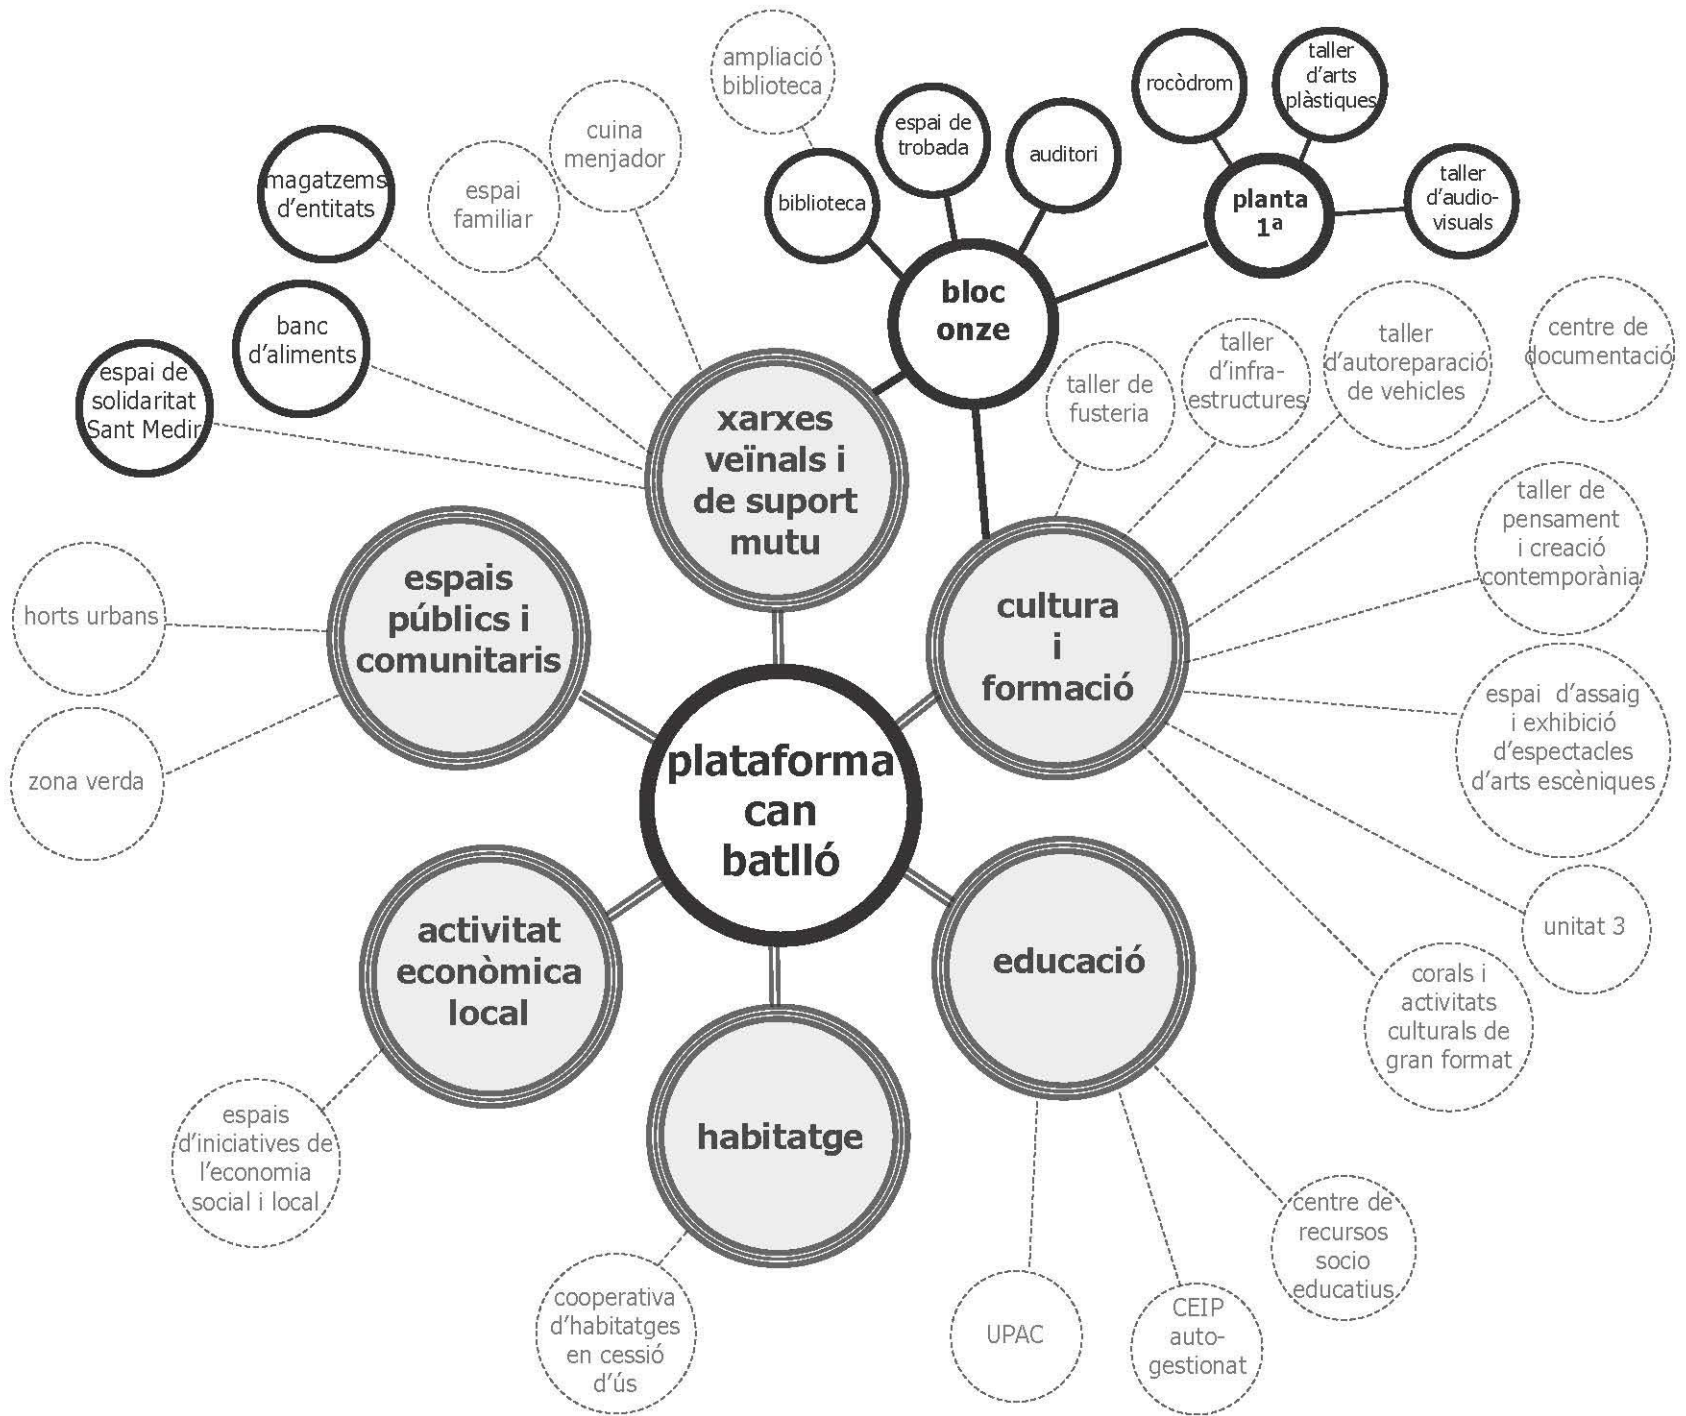 ampliació
biblioteca
rocòdrom
taller
d'arts
plàstiques
espai de
trobada
auditori
cuina
menjador
magatzems
d'entitats
espai
familiar
biblioteca
planta
1ª
taller
d'audio-
visuals
bloc
onze
banc
d'aliments
espai de
solidaritat
Sant Medir
taller de
fusteria
taller
d'infra-
estructures
taller
d'autoreparació
de vehicles
centre de
documentació
xarxes
veïnals i
de suport
mutu
taller de
pensament
i creació
contemporània
horts urbans
espais
públics i
comunitaris
cultura
i
formació
zona verda
plataforma
can
batlló
espai d'assaig
i exhibició
d'espectacles
d'arts escèniques
unitat 3
activitat
econòmica
local
educació
corals i
activitats
culturals de
gran format
espais
d'iniciatives de
l'economia
social i local
habitatge
centre de
recursos
socio
educatius
cooperativa
d'habitatges
en cessió
d'ús
UPAC
CEIP
auto-
gestionat